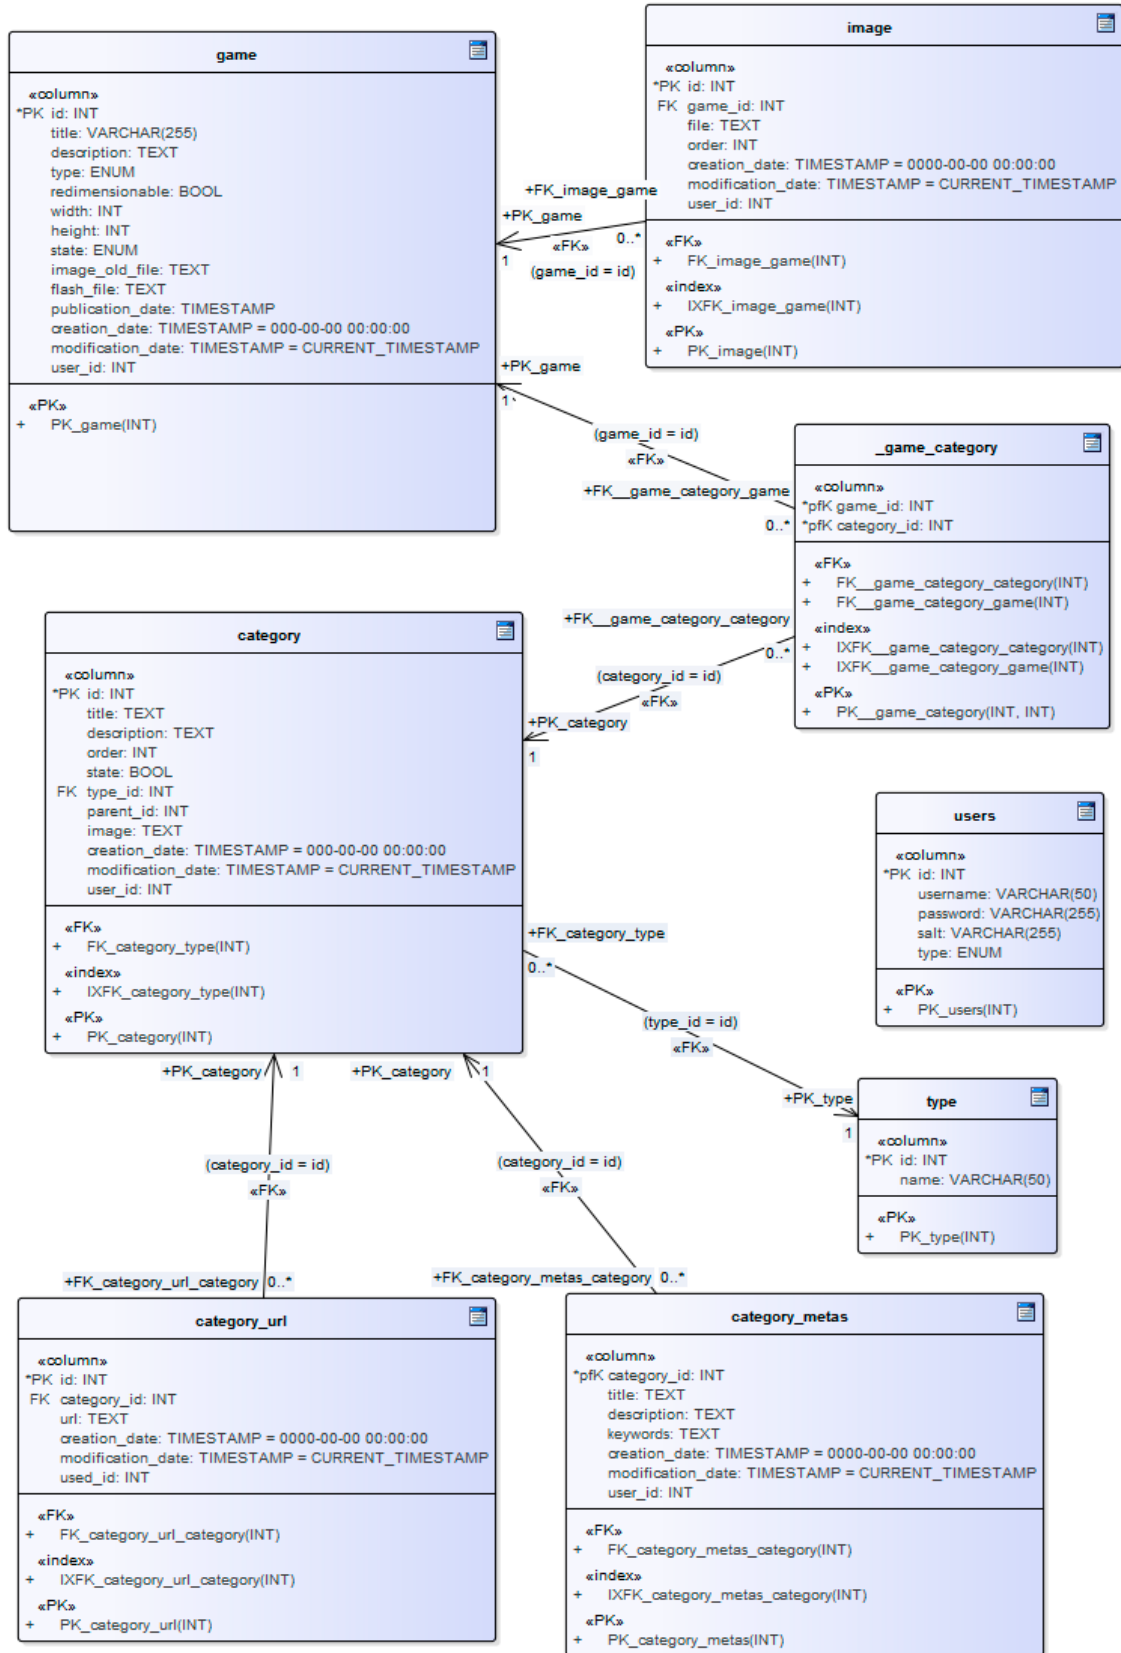 game
«column»
*PK id: INT
title: VARCHAR(255)
description: TEXT
type: ENUM
redimensionable: BOOL
width: INT
height: INT
state: ENUM
image_old_file: TEXT
flash_file: TEXT
publication_date: TIMESTAMP
creation_date: TIMESTAMP = 000-00-00 00:00:00
modification_date: TIMESTAMP = CURRENT_TIMESTAMP
user_id: INT
«PK»
+ PK_game(INT)
image
«column»
*PK id: INT
FK game_id: INT
file: TEXT
order: INT
creation_date: TIMESTAMP = 0000-00-00 00:00:00
modification_date: TIMESTAMP = CURRENT_TIMESTAMP
user_id: INT
«FK»
+ FK_image_game(INT)
«index»
+ IXFK_image_game(INT)
«PK»
+ PK_image(INT)
+FK_image_game
+PK_game
0..*
«FK»
1
(game_id = id)
+PK_game
1
(game_id = id)
«FK»
+FK__game_category_game
0..*
_game_category
«column»
*pfK game_id: INT
*pfK category_id: INT
«FK»
+ FK__game_category_category(INT)
+ FK__game_category_game(INT)
«index»
+ IXFK__game_category_category(INT)
+ IXFK__game_category_game(INT)
«PK»
+ PK__game_category(INT, INT)
+FK__game_category_category
0..*
(category_id = id)
«FK»
+PK_category
1
category
«column»
*PK id: INT
title: TEXT
description: TEXT
order: INT
state: BOOL
FK type_id: INT
parent_id: INT
image: TEXT
creation_date: TIMESTAMP = 000-00-00 00:00:00
modification_date: TIMESTAMP = CURRENT_TIMESTAMP
user_id: INT
«FK»
+ FK_category_type(INT)
«index»
+ IXFK_category_type(INT)
«PK»
+ PK_category(INT)
users
«column»
*PK id: INT
username: VARCHAR(50)
password: VARCHAR(255)
salt: VARCHAR(255)
type: ENUM
«PK»
+ PK_users(INT)
+FK_category_type
0..*
(type_id = id)
«FK»
+PK_type
1
type
«column»
*PK id: INT
name: VARCHAR(50)
«PK»
+ PK_type(INT)
+PK_category 1
(category_id = id)
«FK»
+FK_category_url_category 0..*
+PK_category 1
(category_id = id)
«FK»
+FK_category_metas_category 0..*
category_url
«column»
*PK id: INT
FK category_id: INT
url: TEXT
creation_date: TIMESTAMP = 0000-00-00 00:00:00
modification_date: TIMESTAMP = CURRENT_TIMESTAMP
used_id: INT
«FK»
+ FK_category_url_category(INT)
«index»
+ IXFK_category_url_category(INT)
«PK»
+ PK_category_url(INT)
category_metas
«column»
*pfK category_id: INT
title: TEXT
description: TEXT
keywords: TEXT
creation_date: TIMESTAMP = 0000-00-00 00:00:00
modification_date: TIMESTAMP = CURRENT_TIMESTAMP
user_id: INT
«FK»
+ FK_category_metas_category(INT)
«index»
+ IXFK_category_metas_category(INT)
«PK»
+ PK_category_metas(INT)